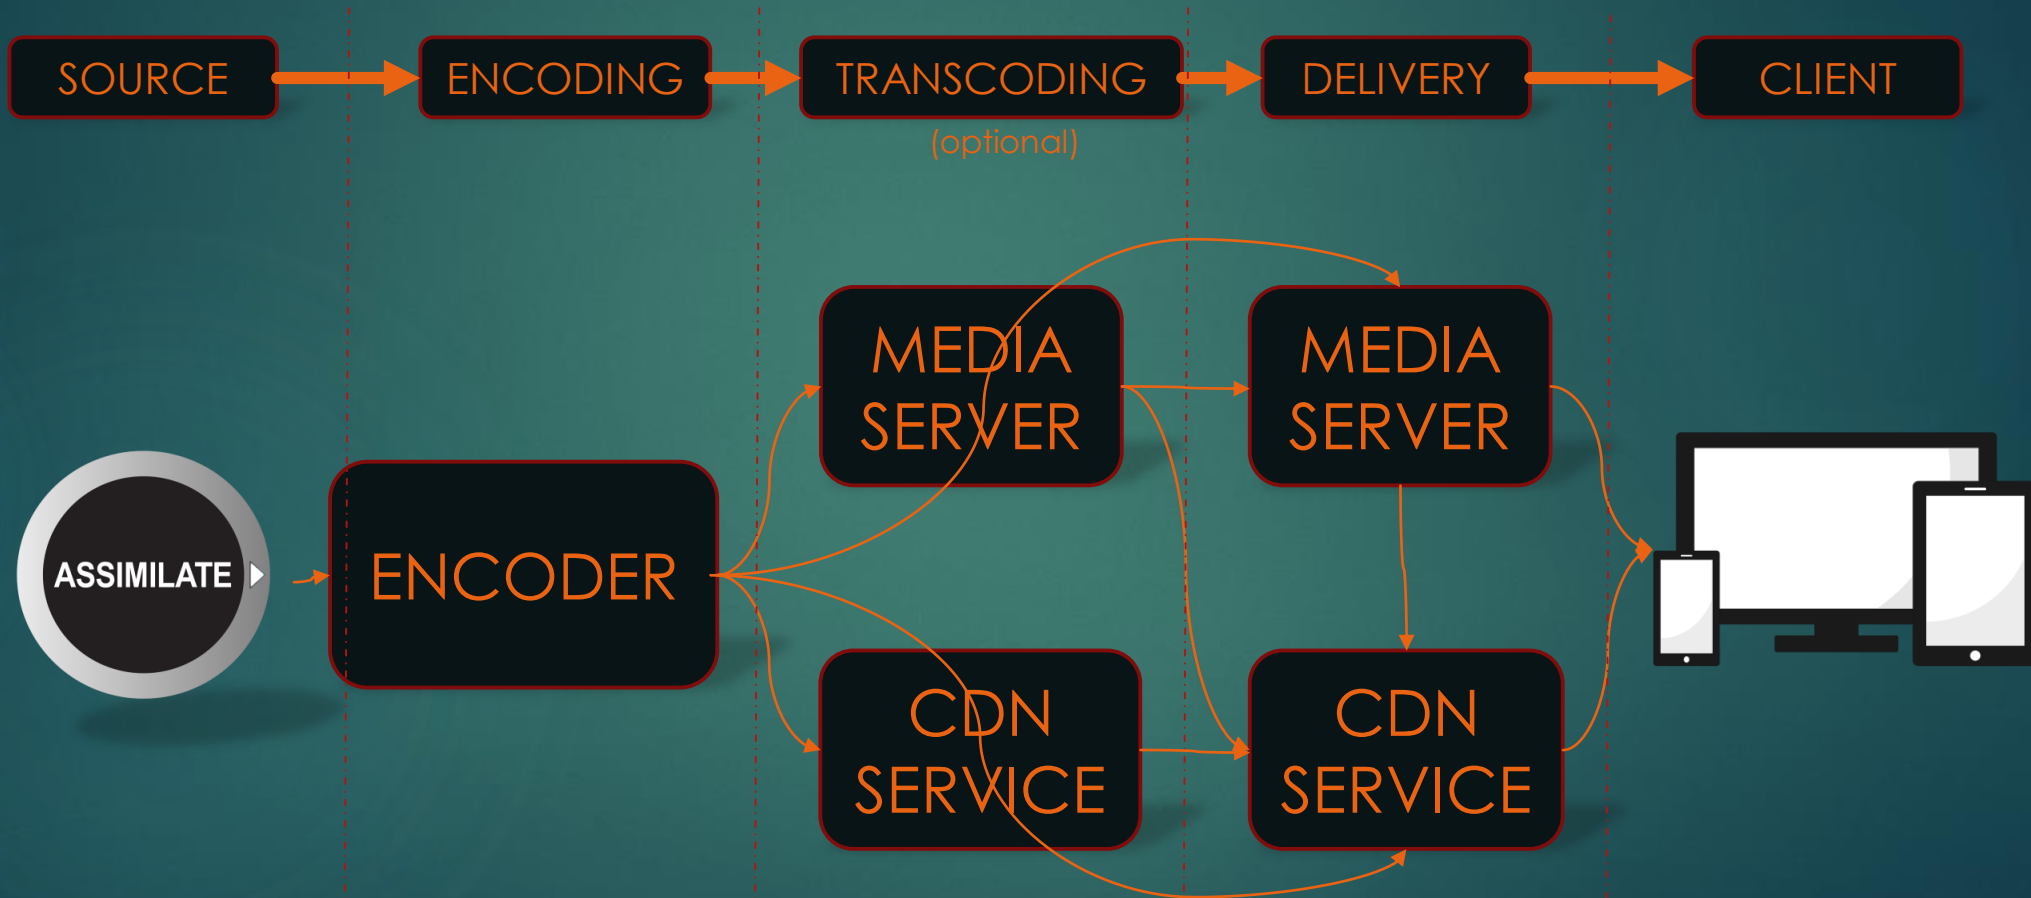 SOURCE
ENCODING
TRANSCODING
DELIVERY
CLIENT
(optional)
MEDIA
SERVER
MEDIA
SERVER
ASSIMILATE
ENCODER
CDN
SERVICE
CDN
SERVICE